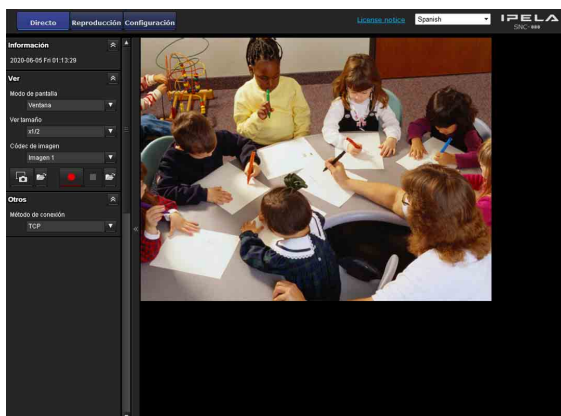 Directo Reproducción Configuración License notice Spanish IPELA
SNC-###
Información
2020-06-05 Fri 01:13:29
Ver
Modo de pantalla
Ventana
Ver tamaño
x1/2
Códec de imagen
Imagen 1
Otros
Método de conexión
TCP